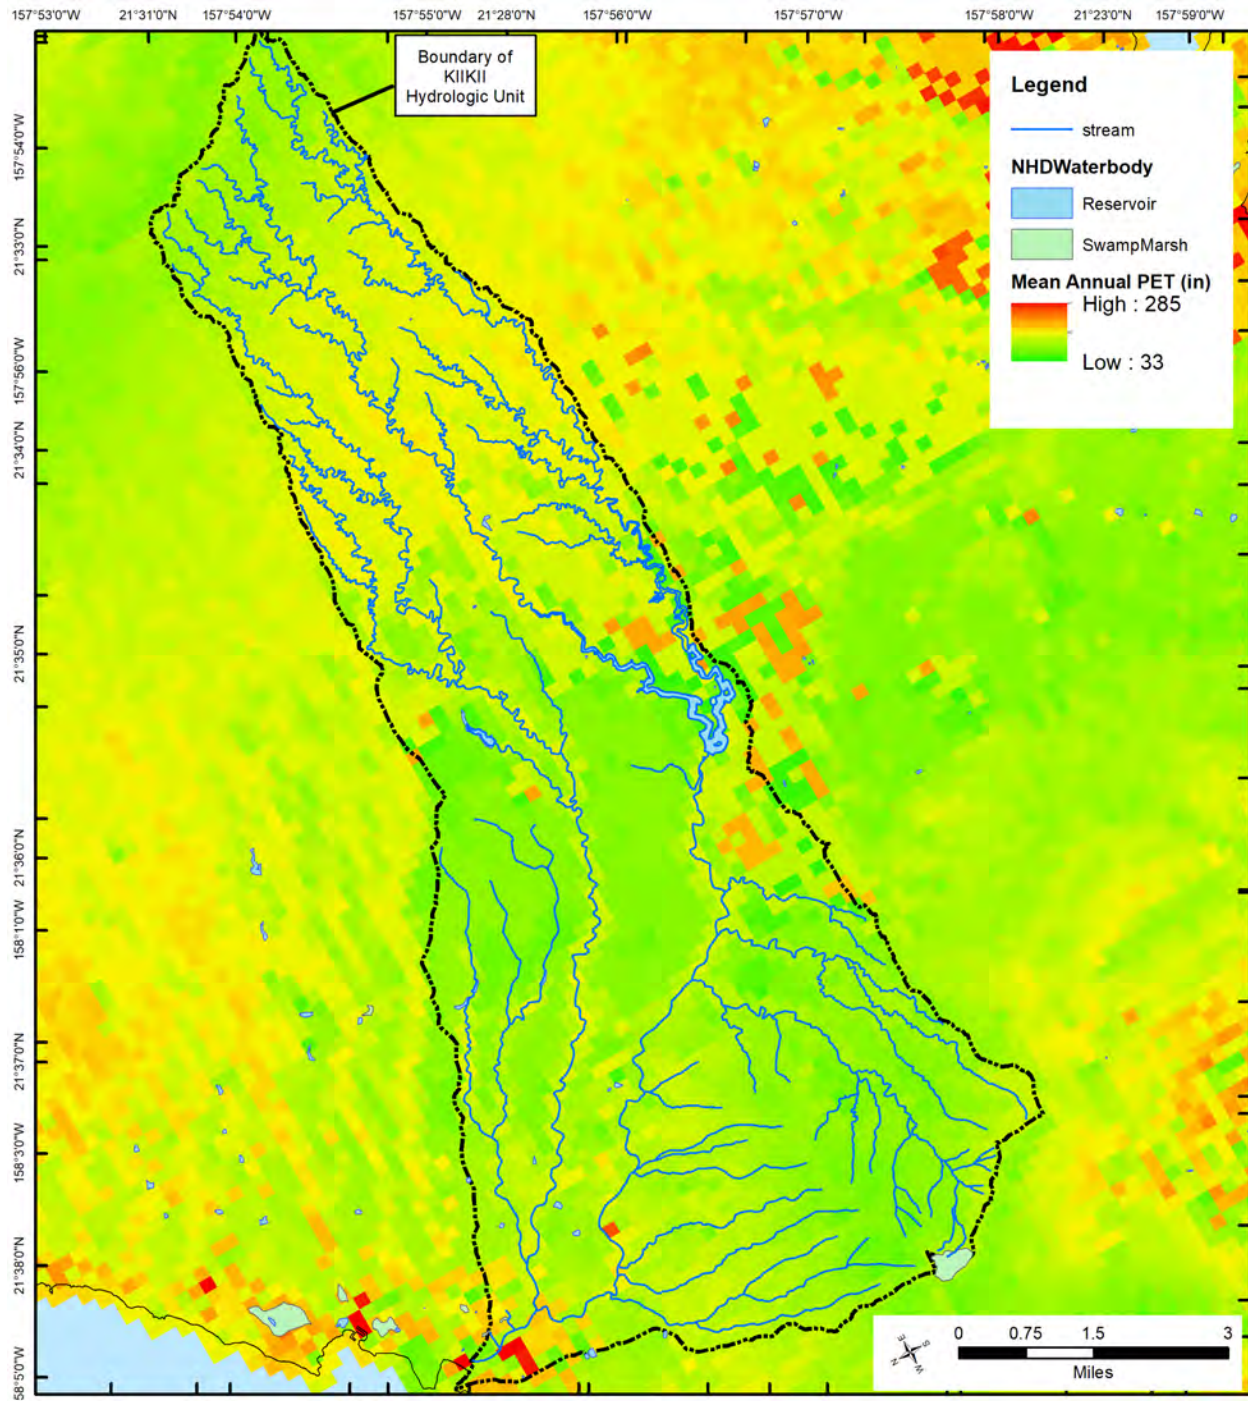 157°53'0"W 21°31'0"N 157°54'0"W 157°55'0"W 21°28'0"N 157°56'0"W 157°57'0"W 157°58'0"W 21°23'0"N 157°59'0"W
Boundary of
KIIKII
Hydrologic Unit
Legend
stream
NHDWaterbody
Reservoir
SwampMarsh
Mean Annual PET (in)
High : 285
Low : 33
157°54'0"W
21°33'0"N
157°56'0"W
21°34'0"N
21°35'0"N
21°36'0"N
158°1'0"W
21°37'0"N
158°3'0"W
21°38'0"N
58°5'0"W
N
E
S
W
0 0.75 1.5 3
Miles